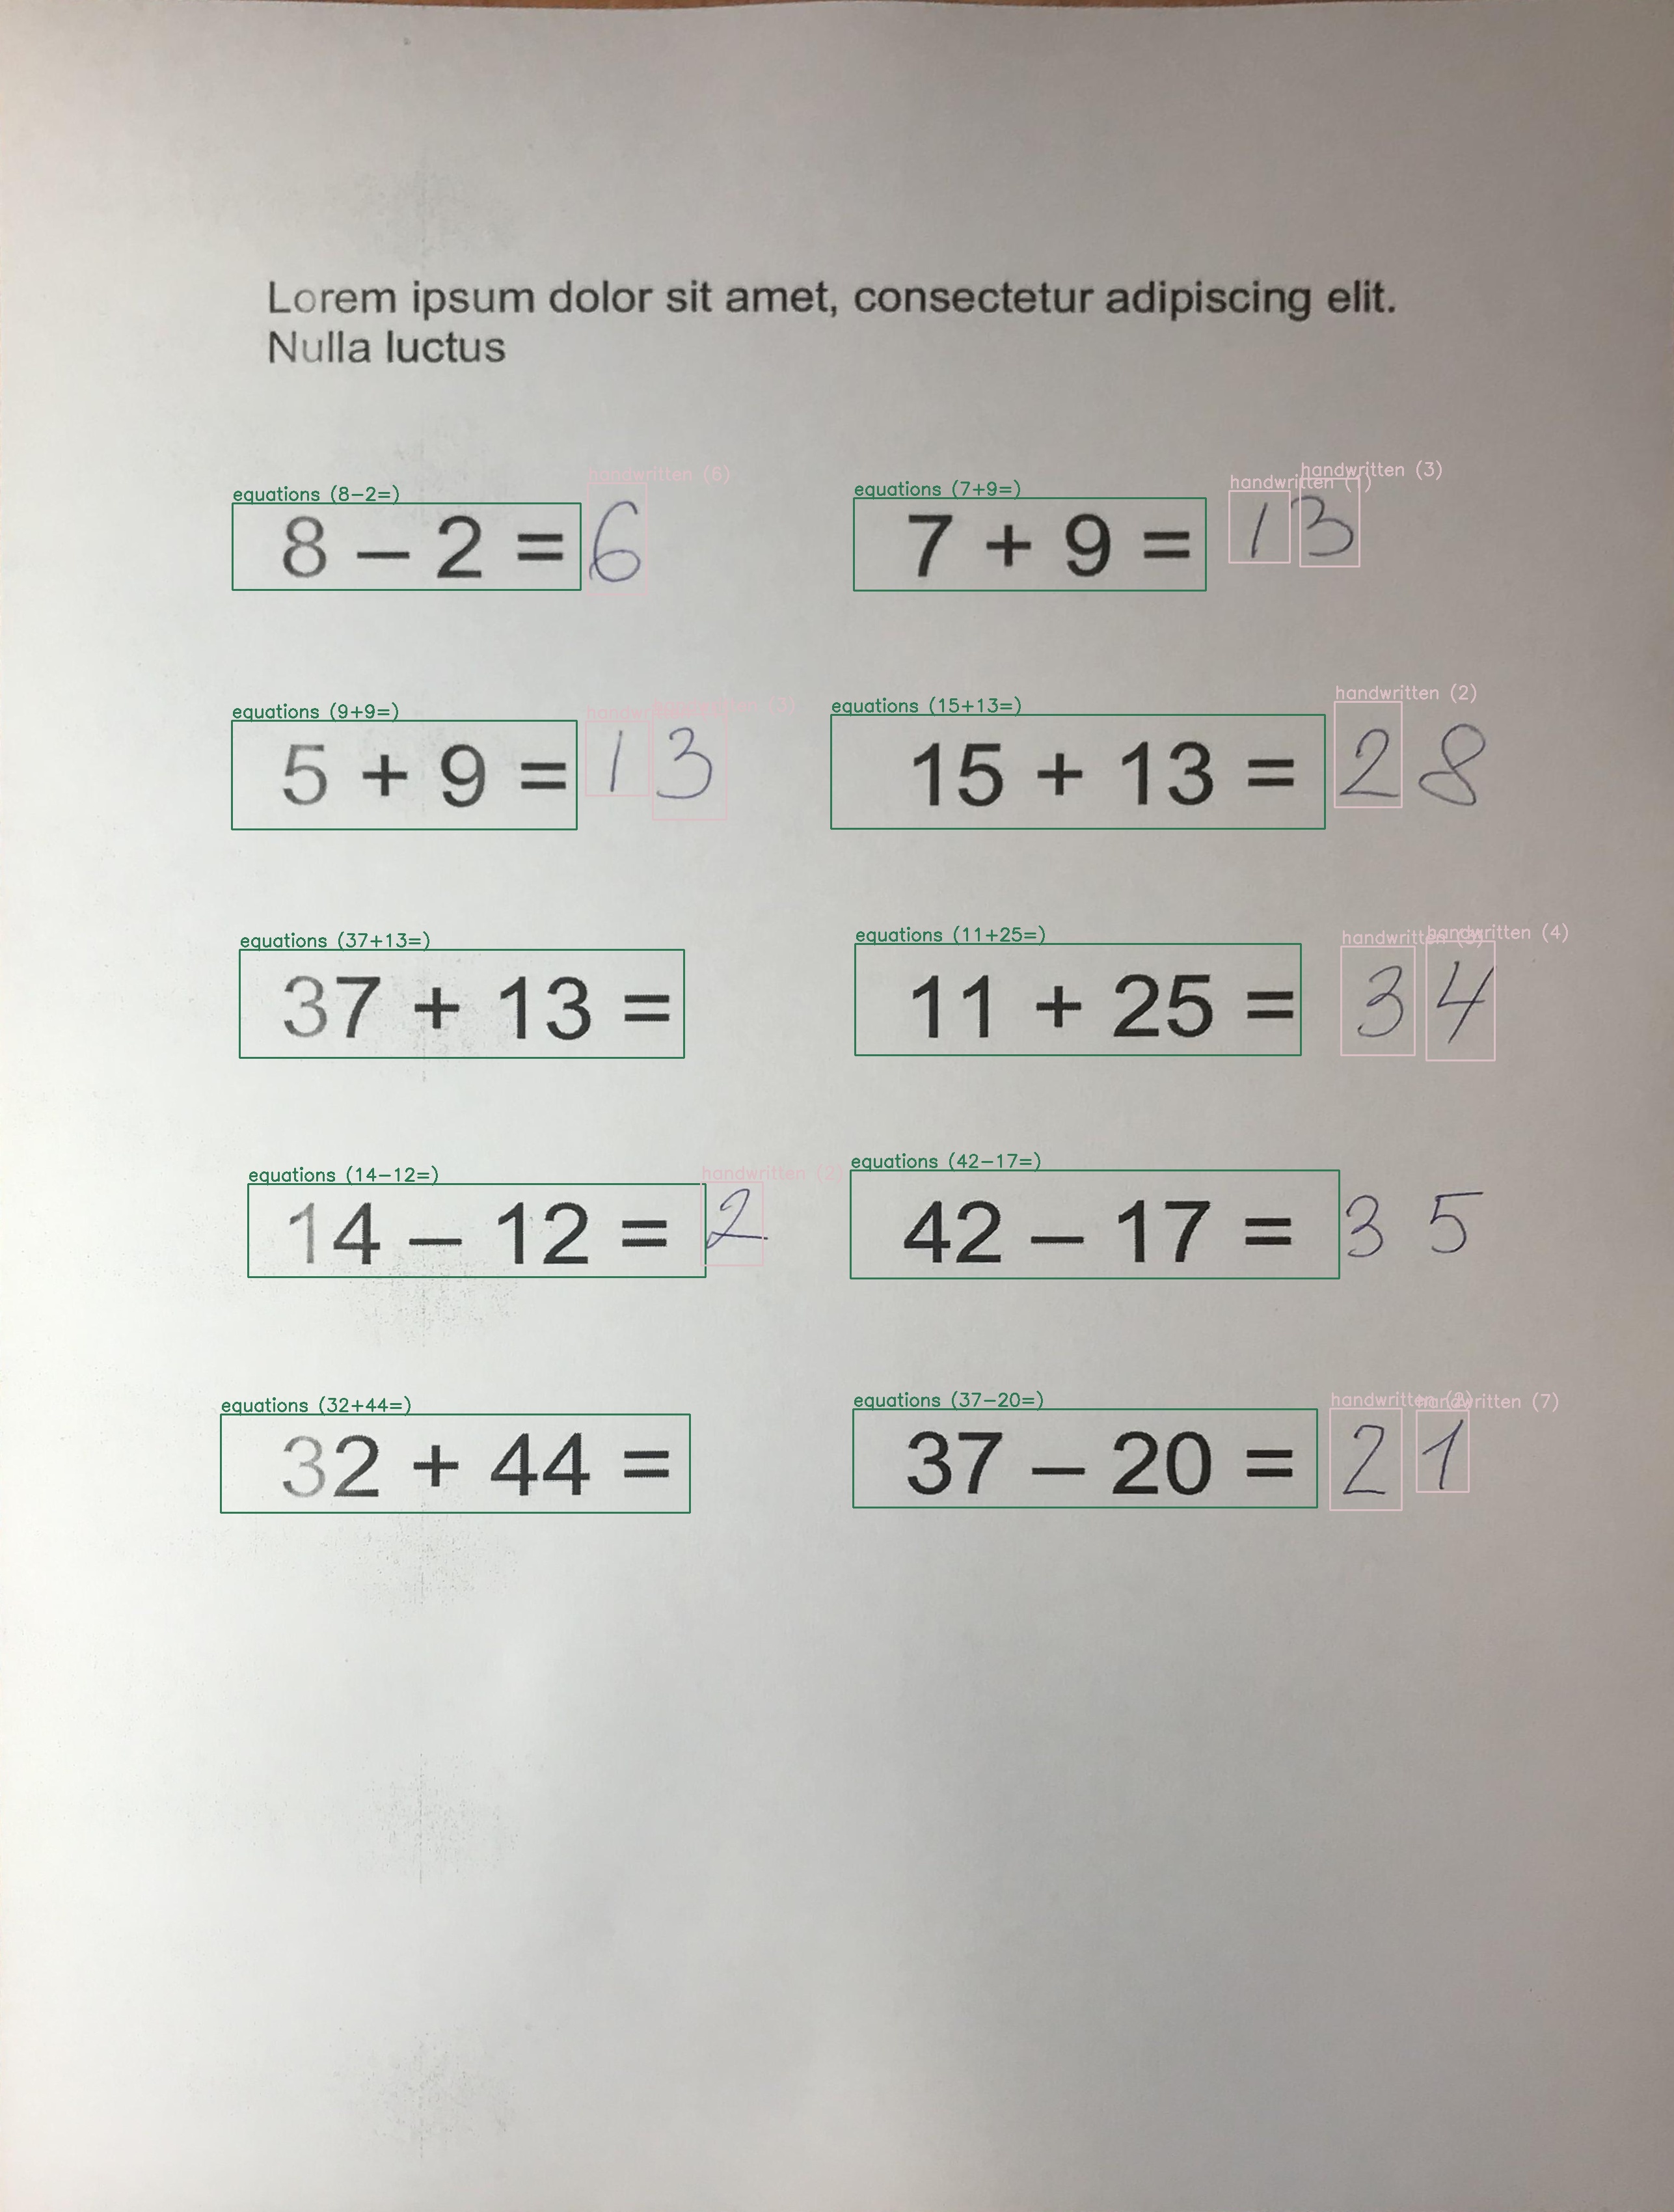 Lorem ipsum dolor sit amet, consectetur adipiscing elit.
Nulla luctus
equations (8-2=) handwritten (6) equations (7+9=) handwritten (1) handwritten (3)
8 – 2 = 6 7 + 9 = 13
equations (9+9=) equations (15+13=) handwritten (2)
5 + 9 = 13 15 + 13 = 28
equations (37+13=) equations (11+25=) handwritten (3) handwritten (4)
37 + 13 = 11 + 25 = 34
equations (14-12=) handwritten (2) equations (42-17=)
14 – 12 = 2 42 – 17 = 35
equations (32+44=) equations (37-20=) handwritten (2) handwritten (7)
32 + 44 = 37 – 20 = 21